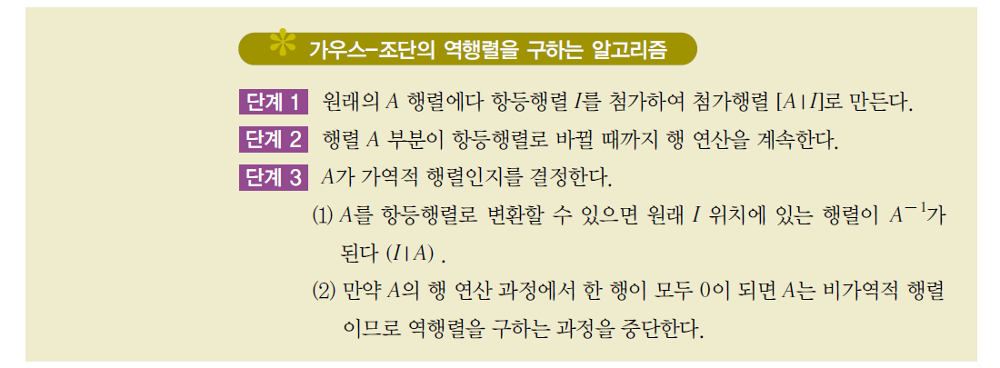 가우스-조단의 역행렬을 구하는 알고리즘
단계 1 원래의 A 행렬에다 항등행렬 I를 첨가하여 첨가행렬 [A|I]로 만든다.
단계 2 행렬 A 부분이 항등행렬로 바뀔 때까지 행 연산을 계속한다.
단계 3 A가 가역적 행렬인지를 결정한다.
(1) A를 항등행렬로 변환할 수 있으면 원래 I 위치에 있는 행렬이 A⁻¹가
된다 (I|A) .
(2) 만약 A의 행 연산 과정에서 한 행이 모두 0이 되면 A는 비가역적 행렬
이므로 역행렬을 구하는 과정을 중단한다.